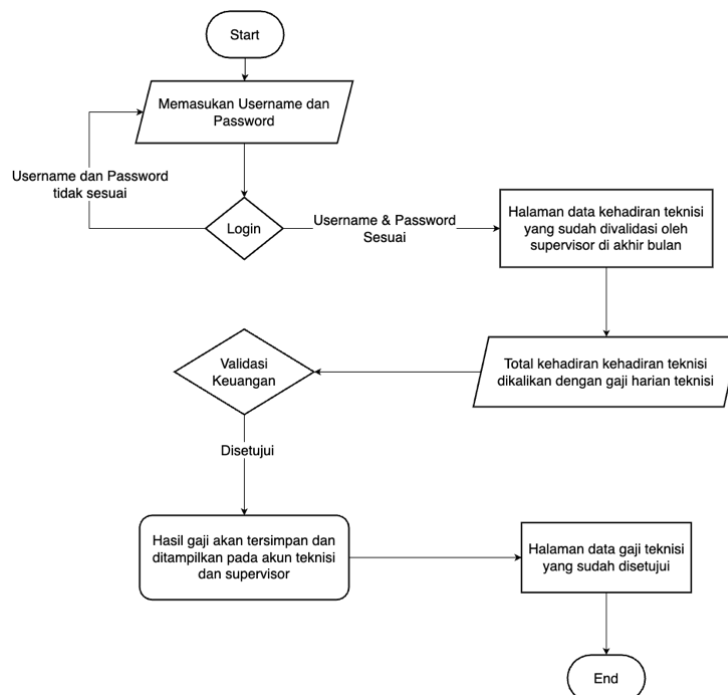 Start
Memasukan Username dan
Password
Username dan Password
tidak sesuai
Login
Username & Password
Sesuai
Halaman data kehadiran teknisi
yang sudah divalidasi oleh
supervisor di akhir bulan
Total kehadiran kehadiran teknisi
dikalikan dengan gaji harian teknisi
Validasi
Keuangan
Disetujui
Hasil gaji akan tersimpan dan
ditampilkan pada akun teknisi
dan supervisor
Halaman data gaji teknisi
yang sudah disetujui
End